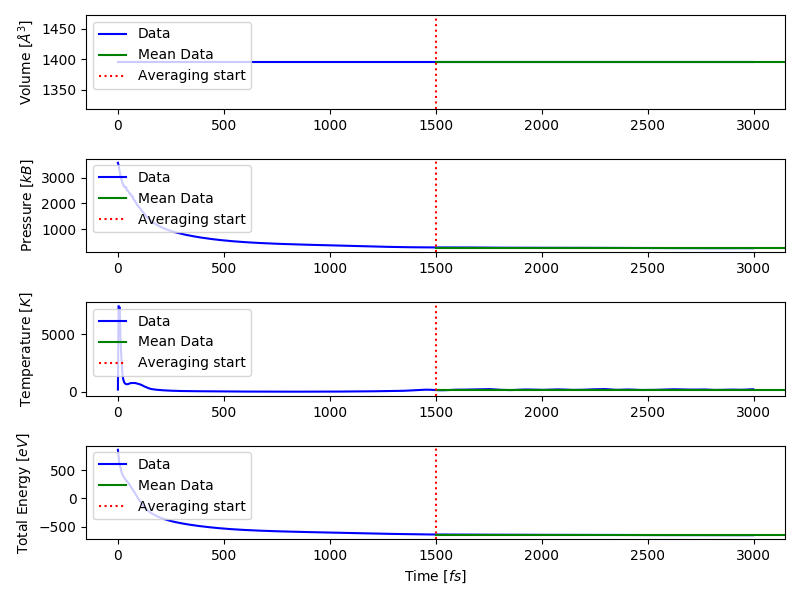 Volume [Å³]
1450
1400
1350
Data
Mean Data
Averaging start
0 500 1000 1500 2000 2500 3000
Pressure [kB]
3000
2000
1000
Data
Mean Data
Averaging start
0 500 1000 1500 2000 2500 3000
Temperature [K]
5000
0
Data
Mean Data
Averaging start
0 500 1000 1500 2000 2500 3000
Total Energy [eV]
500
0
−500
Data
Mean Data
Averaging start
0 500 1000 1500 2000 2500 3000
Time [fs]